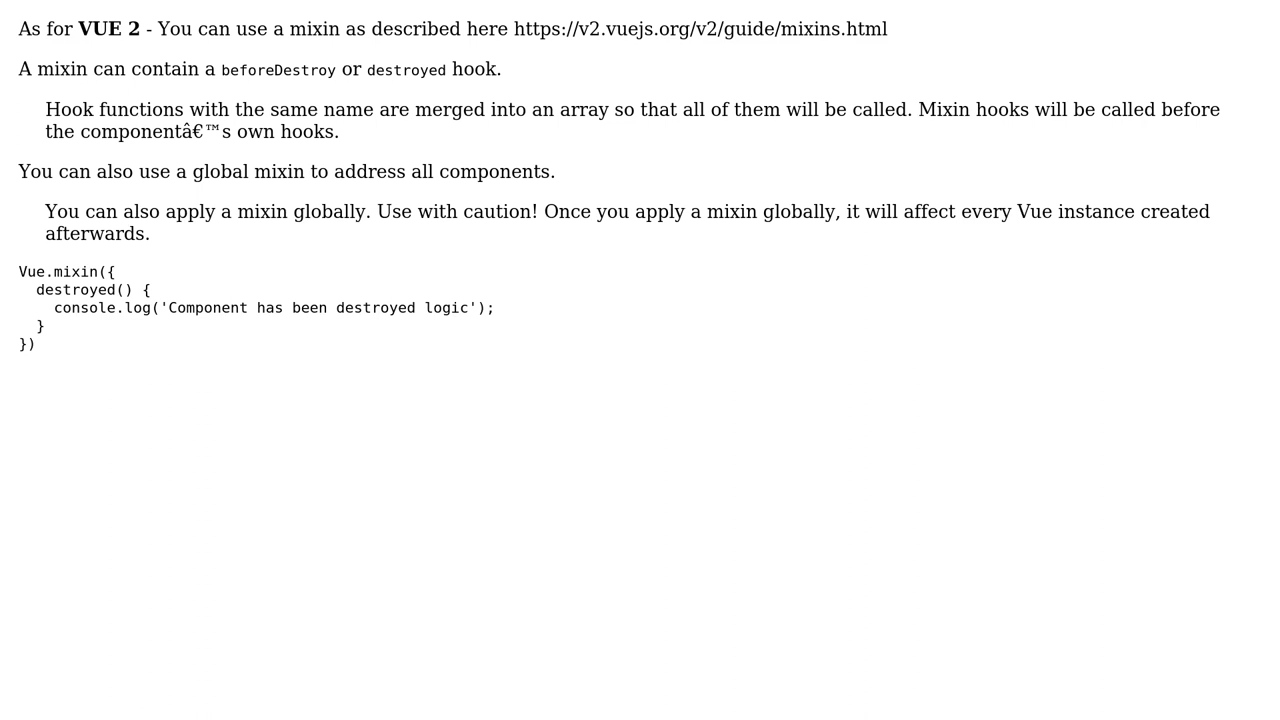 As for VUE 2 - You can use a mixin as described here https://v2.vuejs.org/v2/guide/mixins.html
A mixin can contain a beforeDestroy or destroyed hook.
Hook functions with the same name are merged into an array so that all of them will be called. Mixin hooks will be called before
the componentâ€™s own hooks.
You can also use a global mixin to address all components.
You can also apply a mixin globally. Use with caution! Once you apply a mixin globally, it will affect every Vue instance created
afterwards.
Vue.mixin({
  destroyed() {
    console.log('Component has been destroyed logic');
  }
})